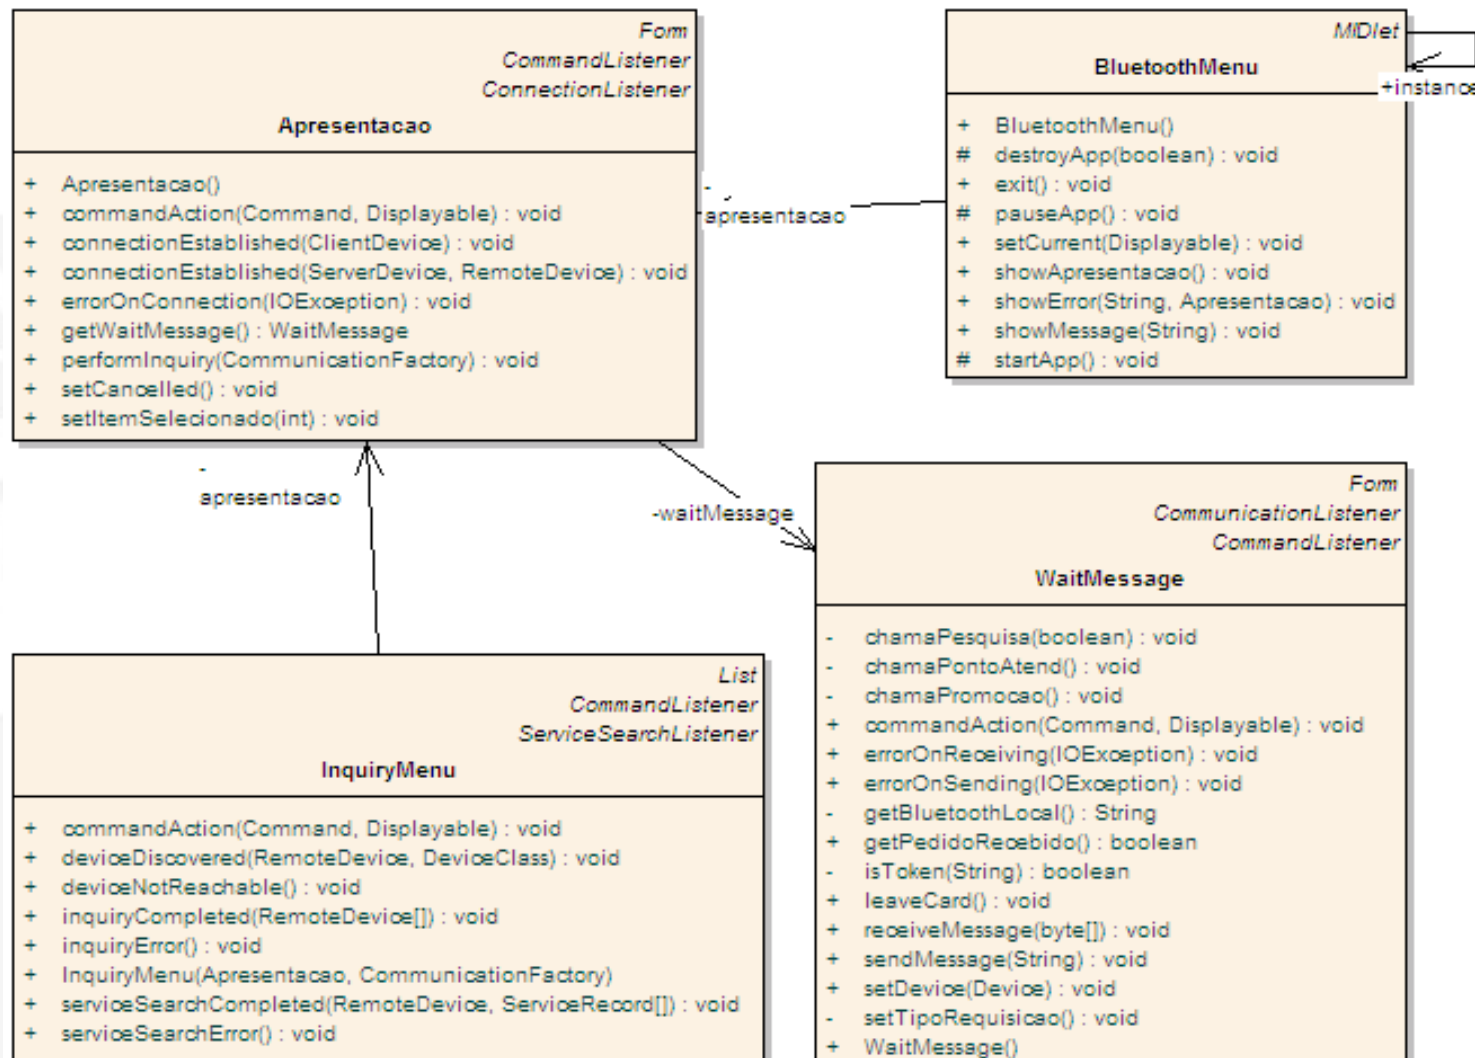 Form
CommandListener
ConnectionListener
Apresentacao
+ Apresentacao()
+ commandAction(Command, Displayable) : void
+ connectionEstablished(ClientDevice) : void
+ connectionEstablished(ServerDevice, RemoteDevice) : void
+ errorOnConnection(IOException) : void
+ getWaitMessage() : WaitMessage
+ performInquiry(CommunicationFactory) : void
+ setCancelled() : void
+ setItemSelecionado(int) : void
-
apresentacao
MIDlet
BluetoothMenu
+instance
+ BluetoothMenu()
# destroyApp(boolean) : void
+ exit() : void
# pauseApp() : void
+ setCurrent(Displayable) : void
+ showApresentacao() : void
+ showError(String, Apresentacao) : void
+ showMessage(String) : void
# startApp() : void
-
apresentacao
-waitMessage
Form
CommunicationListener
CommandListener
WaitMessage
- chamaPesquisa(boolean) : void
- chamaPontoAtend() : void
- chamaPromocao() : void
+ commandAction(Command, Displayable) : void
+ errorOnReceiving(IOException) : void
+ errorOnSending(IOException) : void
- getBluetoothLocal() : String
+ getPedidoRecebido() : boolean
- isToken(String) : boolean
+ leaveCard() : void
+ receiveMessage(byte[]) : void
+ sendMessage(String) : void
+ setDevice(Device) : void
- setTipoRequisicao() : void
+ WaitMessage()
List
CommandListener
ServiceSearchListener
InquiryMenu
+ commandAction(Command, Displayable) : void
+ deviceDiscovered(RemoteDevice, DeviceClass) : void
+ deviceNotReachable() : void
+ inquiryCompleted(RemoteDevice[]) : void
+ inquiryError() : void
+ InquiryMenu(Apresentacao, CommunicationFactory)
+ serviceSearchCompleted(RemoteDevice, ServiceRecord[]) : void
+ serviceSearchError() : void